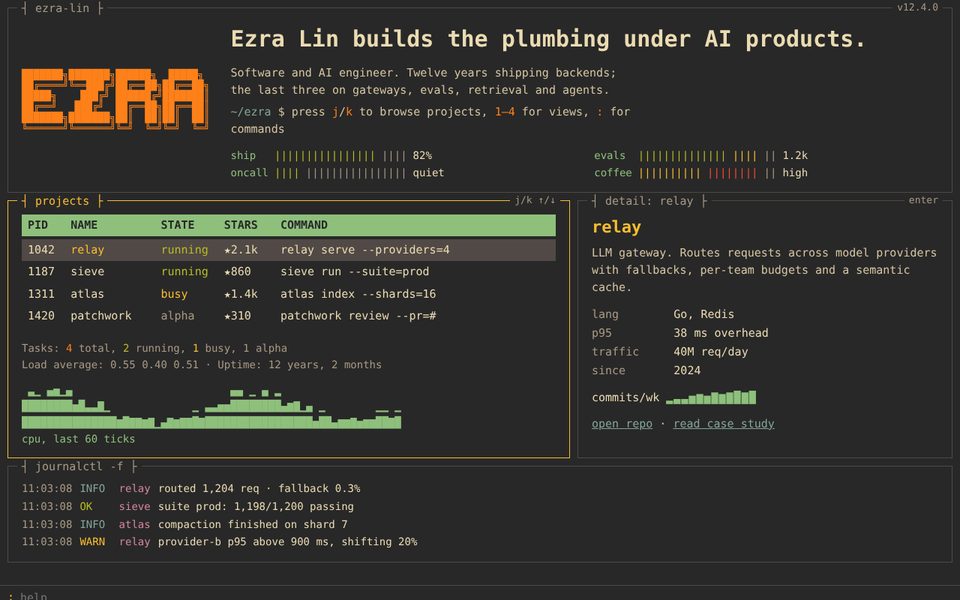 ezra-lin
v12.4.0
EZRA
Ezra Lin builds the plumbing under AI products.
Software and AI engineer. Twelve years shipping backends;
the last three on gateways, evals, retrieval and agents.
~/ezra $ press j/k to browse projects, 1–4 for views, : for
commands
ship |||||||||||||||| |||| 82%
evals |||||||||||||| |||| || 1.2k
oncall |||| |||||||||||||||| quiet
coffee |||||||||| |||||||| || high
projects
j/k ↑/↓
PID NAME STATE STARS COMMAND
1042 relay running ★2.1k relay serve --providers=4
1187 sieve running ★860 sieve run --suite=prod
1311 atlas busy ★1.4k atlas index --shards=16
1420 patchwork alpha ★310 patchwork review --pr=#
Tasks: 4 total, 2 running, 1 busy, 1 alpha
Load average: 0.55 0.40 0.51 · Uptime: 12 years, 2 months
cpu, last 60 ticks
detail: relay
enter
relay
LLM gateway. Routes requests across model providers
with fallbacks, per-team budgets and a semantic
cache.
lang Go, Redis
p95 38 ms overhead
traffic 40M req/day
since 2024
commits/wk
open repo · read case study
journalctl -f
11:03:08 INFO relay routed 1,204 req · fallback 0.3%
11:03:08 OK sieve suite prod: 1,198/1,200 passing
11:03:08 INFO atlas compaction finished on shard 7
11:03:08 WARN relay provider-b p95 above 900 ms, shifting 20%
: help